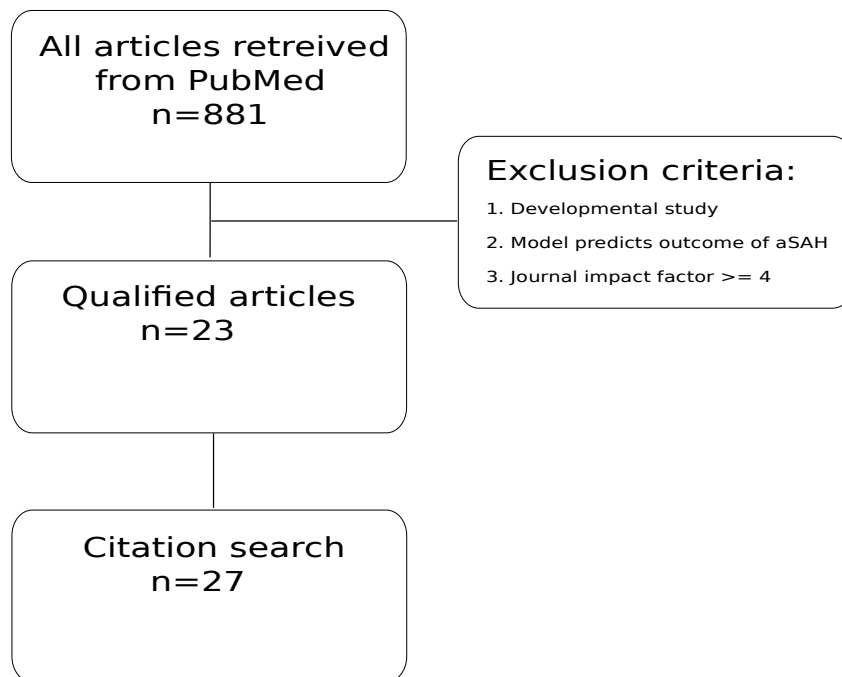 All articles retreived
from PubMed
n=881
Exclusion criteria:
1. Developmental study
2. Model predicts outcome of aSAH
3. Journal impact factor >= 4
Qualified articles
n=23
Citation search
n=27